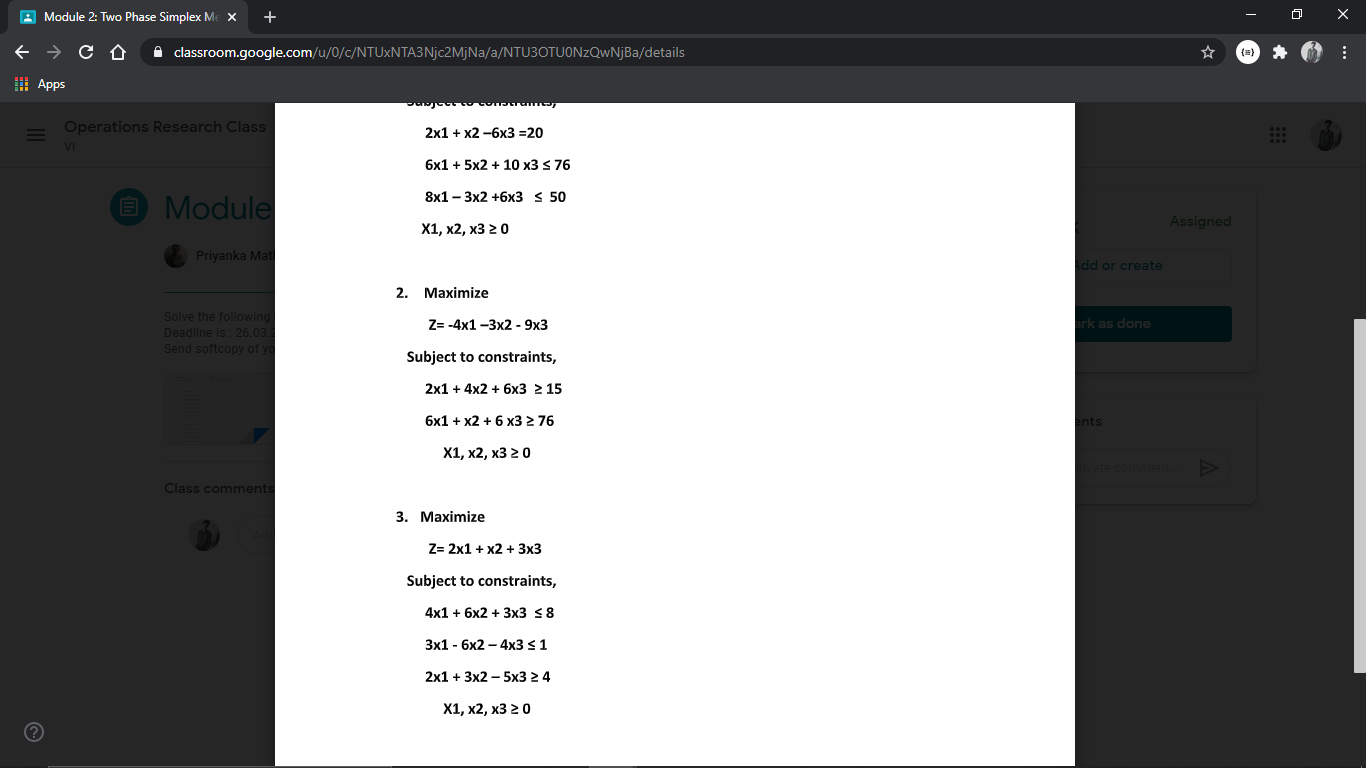 Module 2: Two Phase Simplex Me
classroom.google.com/u/0/c/NTUxNTA3Njc2MjNa/a/NTU3OTU0NzQwNjBa/details
Apps
Operations Research Class
VI
Subject to constraints,
2x1 + x2 –6x3 =20
6x1 + 5x2 + 10 x3 ≤ 76
8x1 – 3x2 +6x3 ≤ 50
X1, x2, x3 ≥ 0
Module
Priyanka Mat
Solve the following
Deadline is : 26.03.2
Send softcopy of yo
Class comments
Assigned
Add or create
ark as done
ents
rivate comment...
2. Maximize
Z= -4x1 –3x2 - 9x3
Subject to constraints,
2x1 + 4x2 + 6x3 ≥ 15
6x1 + x2 + 6 x3 ≥ 76
X1, x2, x3 ≥ 0
3. Maximize
Z= 2x1 + x2 + 3x3
Subject to constraints,
4x1 + 6x2 + 3x3 ≤ 8
3x1 - 6x2 – 4x3 ≤ 1
2x1 + 3x2 – 5x3 ≥ 4
X1, x2, x3 ≥ 0